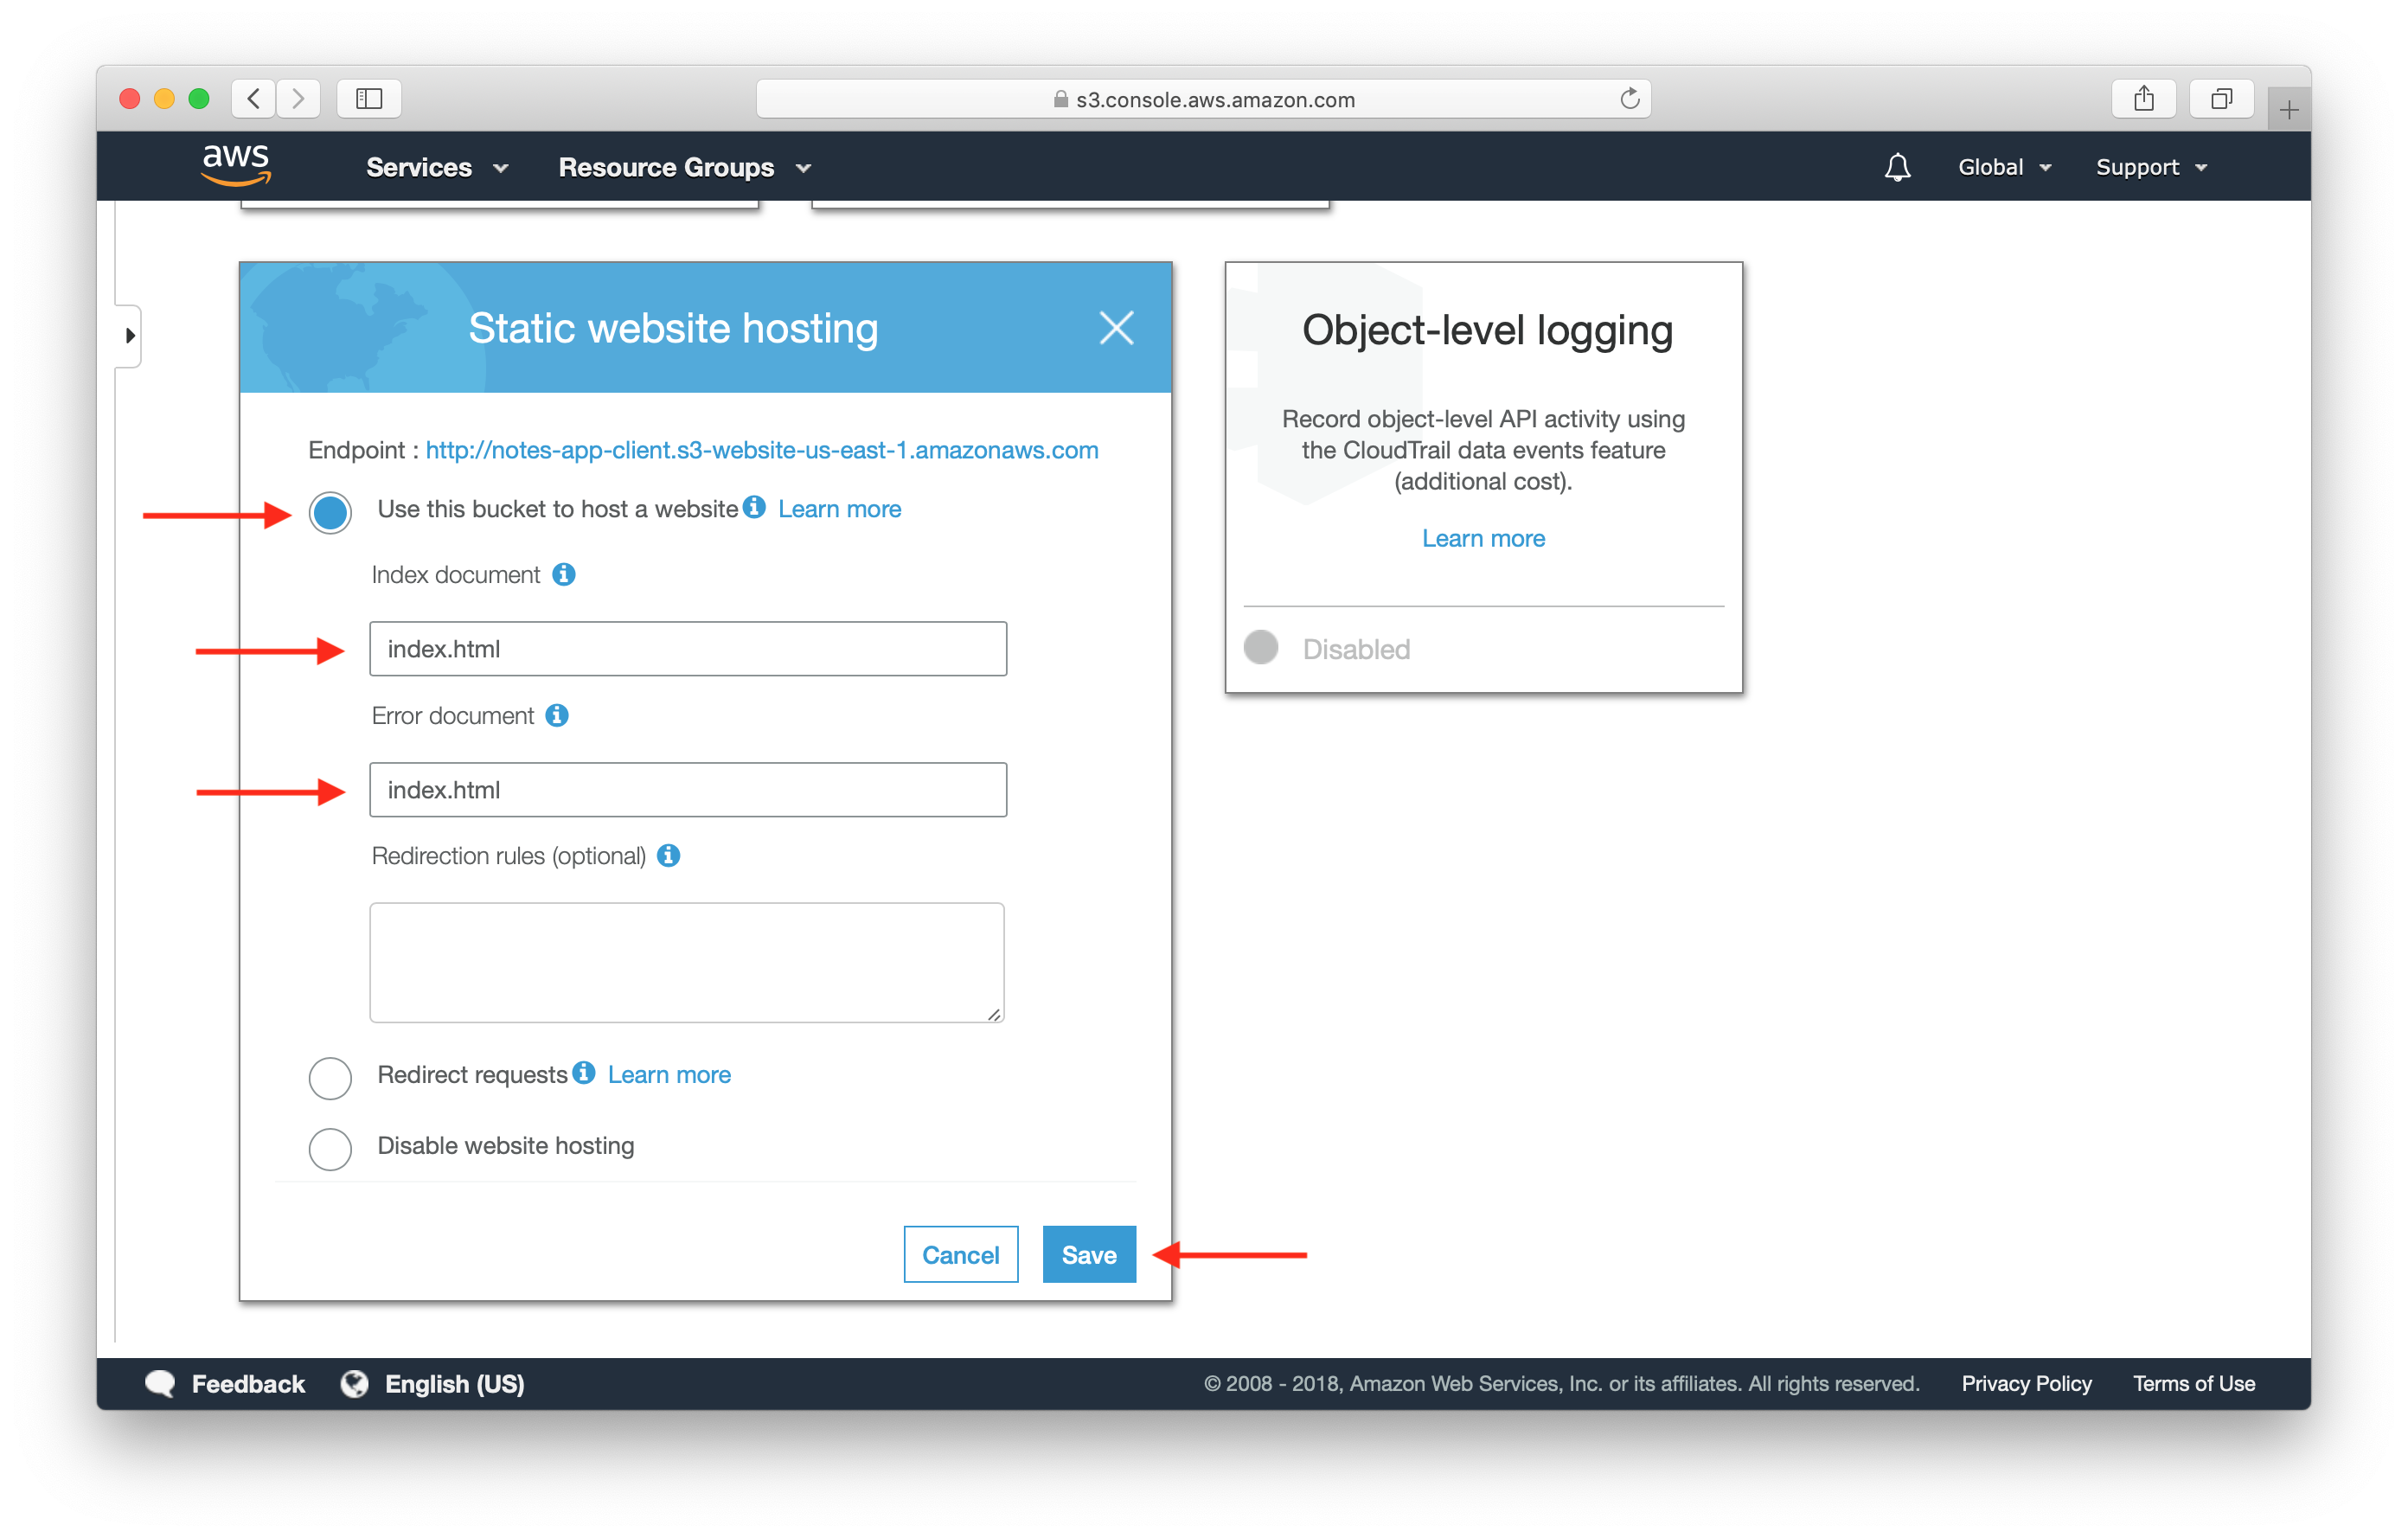 s3.console.aws.amazon.com
aws
Services
Resource Groups
Global
Support
Static website hosting
Endpoint : http://notes-app-client.s3-website-us-east-1.amazonaws.com
Use this bucket to host a website Learn more
Index document
index.html
Error document
index.html
Redirection rules (optional)
Redirect requests Learn more
Disable website hosting
Cancel
Save
Object-level logging
Record object-level API activity using
the CloudTrail data events feature
(additional cost).
Learn more
Disabled
Feedback
English (US)
© 2008 - 2018, Amazon Web Services, Inc. or its affiliates. All rights reserved.
Privacy Policy
Terms of Use